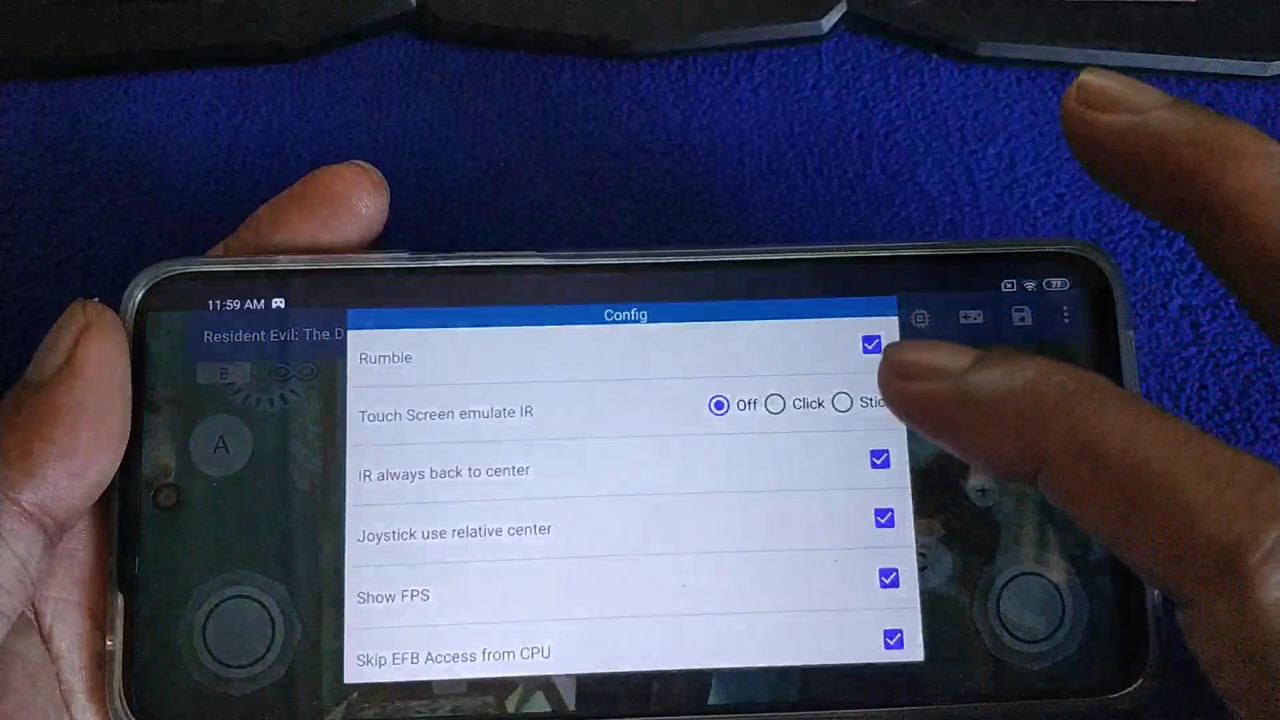 11:59 AM
77
Config
Resident Evil: The D
Rumble
B
Touch Screen emulate IR
Off
Click
A
IR always back to center
Joystick use relative center
Show FPS
Skip EFB Access from CPU